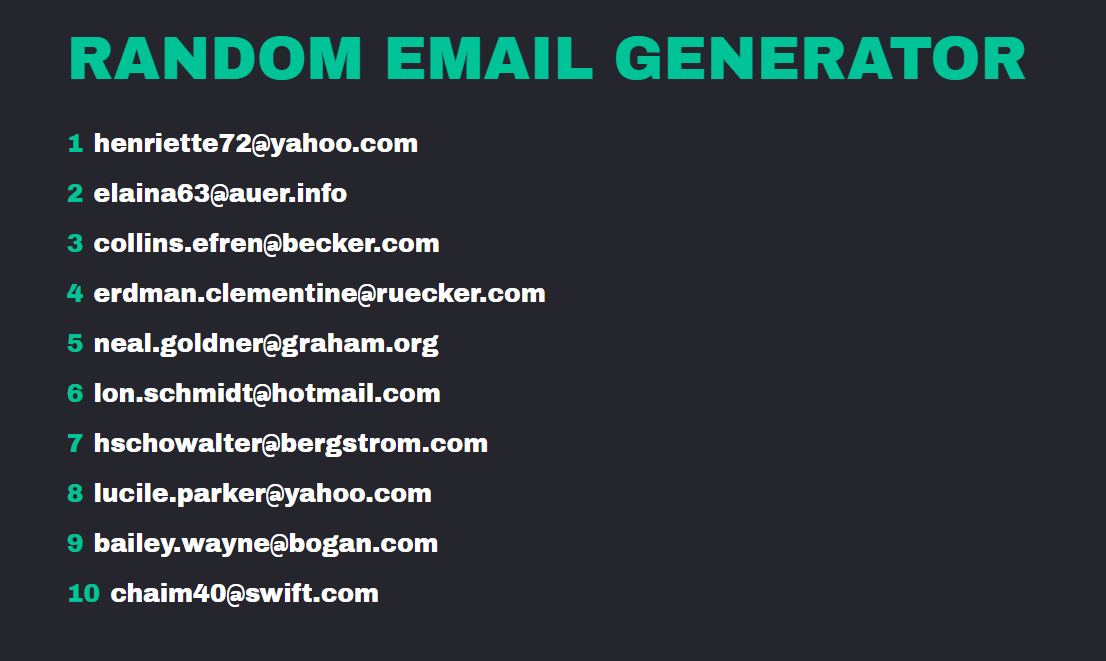 RANDOM EMAIL GENERATOR
1 henriette72@yahoo.com
2 elaina63@auer.info
3 collins.efren@becker.com
4 erdman.clementine@ruecker.com
5 neal.goldner@graham.org
6 lon.schmidt@hotmail.com
7 hschowalter@bergstrom.com
8 lucile.parker@yahoo.com
9 bailey.wayne@bogan.com
10 chaim40@swift.com